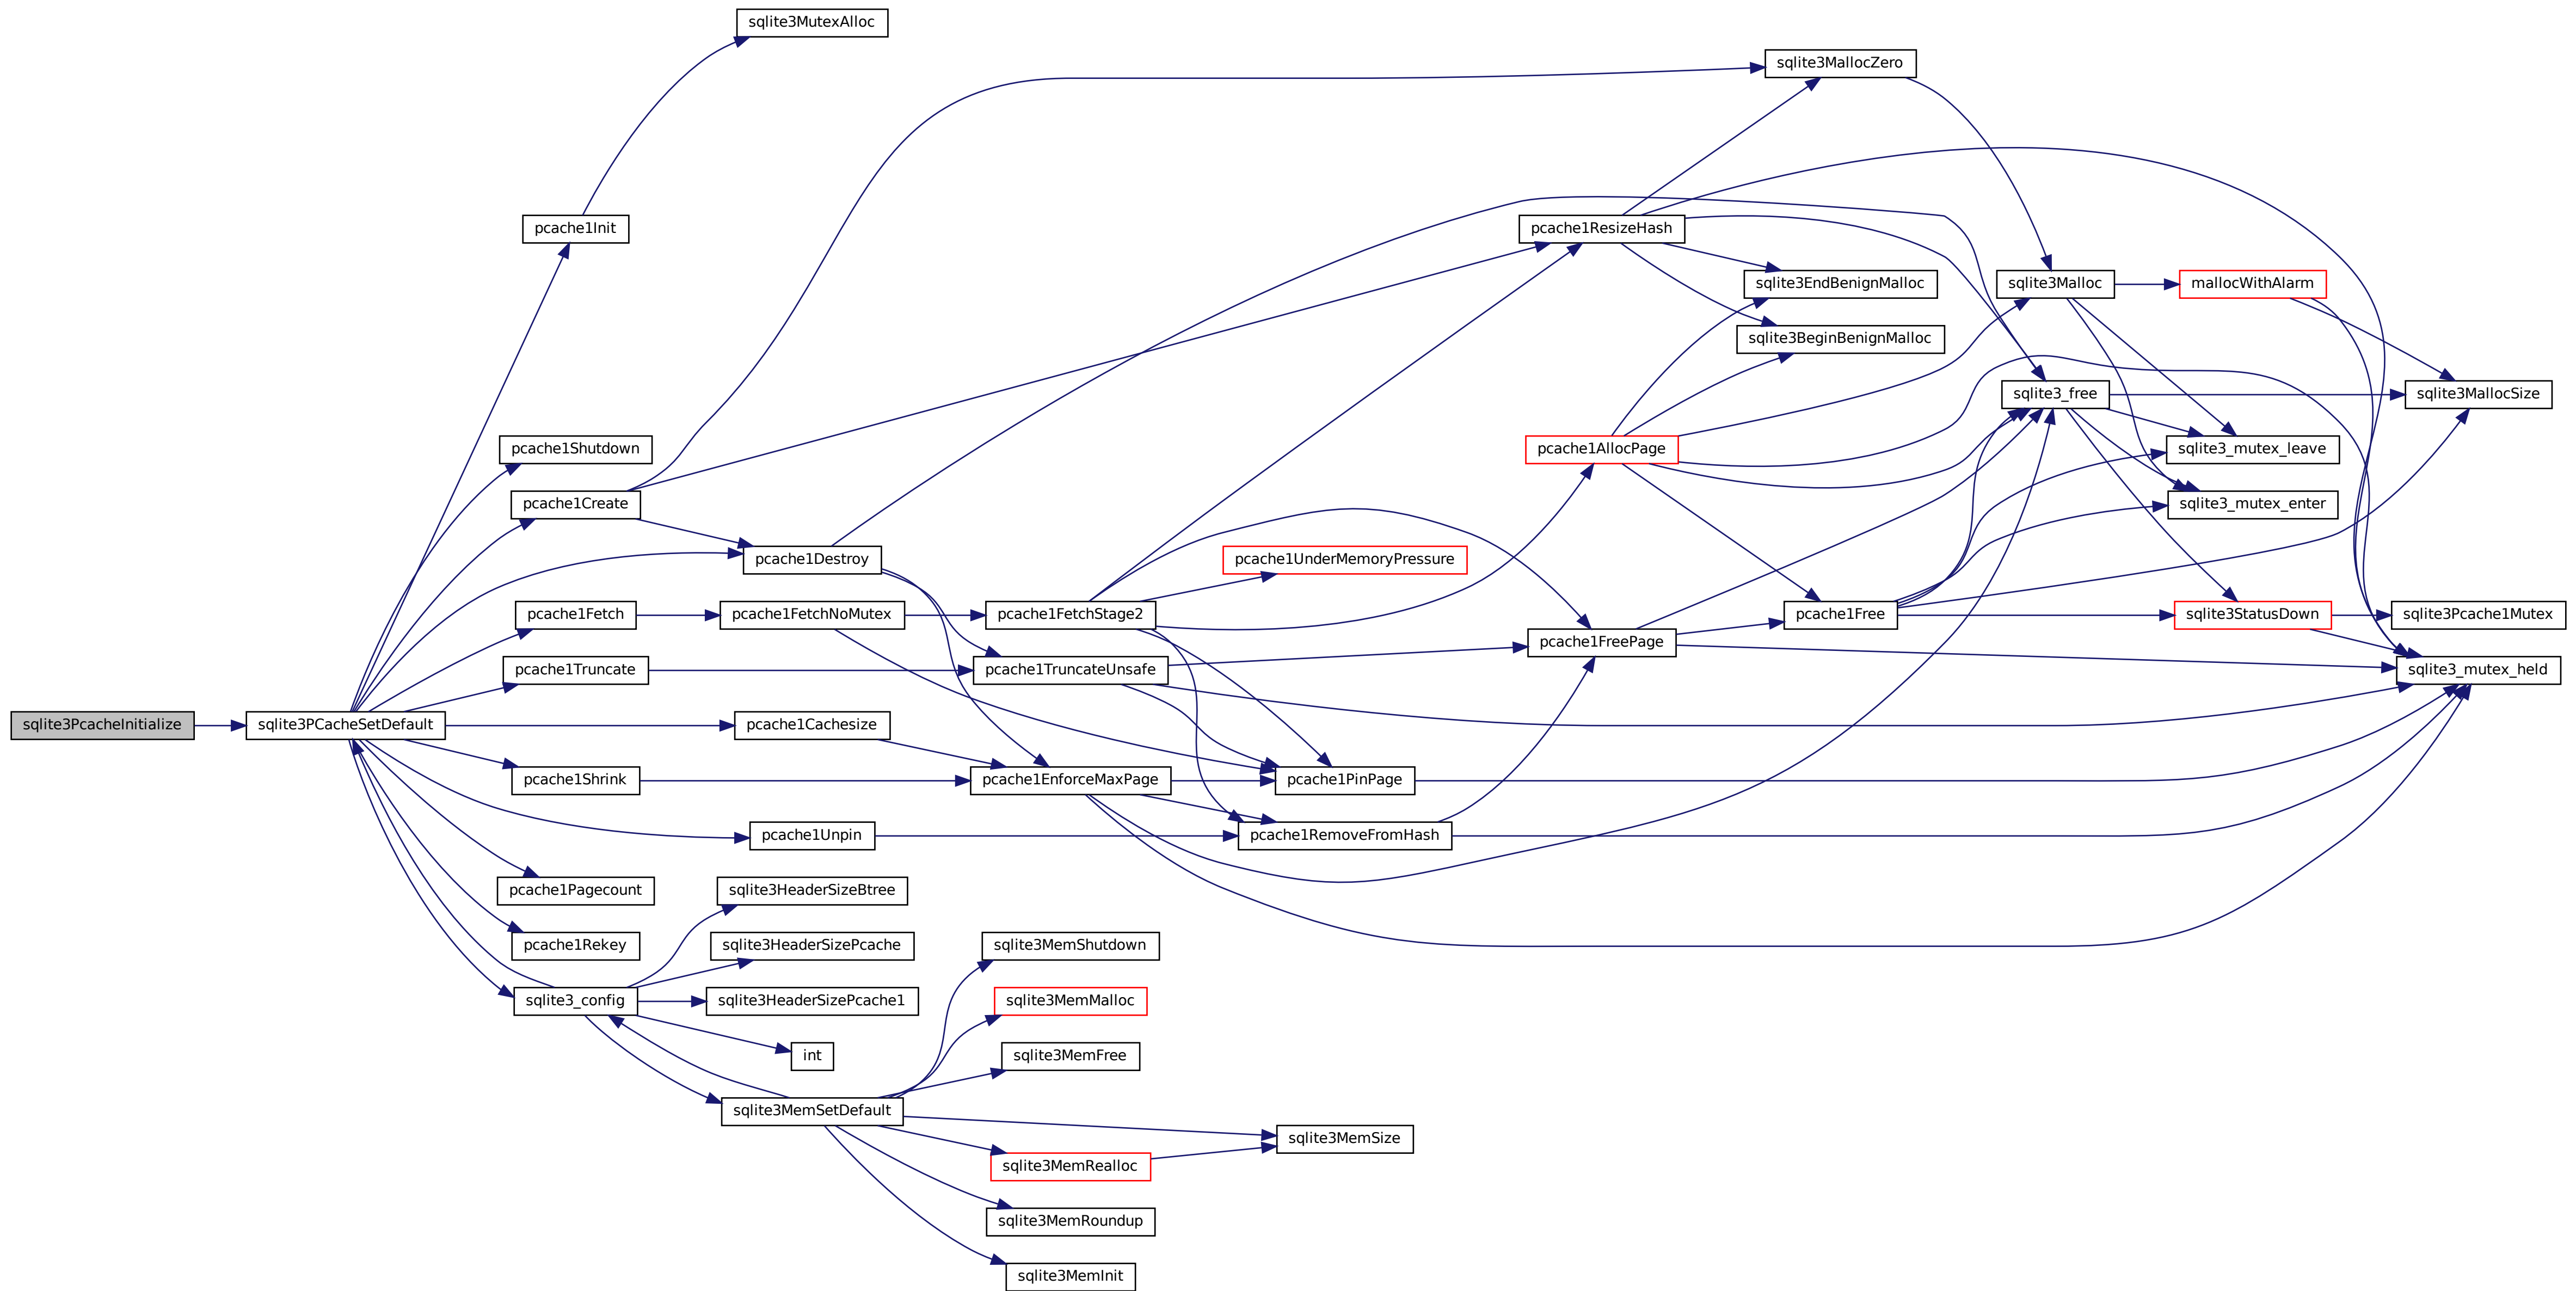 sqlite3MutexAlloc
sqlite3MallocZero
pcache1Init
pcache1ResizeHash
sqlite3EndBenignMalloc
sqlite3Malloc
mallocWithAlarm
sqlite3BeginBenignMalloc
sqlite3_free
sqlite3MallocSize
pcache1Shutdown
pcache1AllocPage
sqlite3_mutex_leave
pcache1Create
sqlite3_mutex_enter
pcache1Destroy
pcache1UnderMemoryPressure
pcache1Fetch
pcache1FetchNoMutex
pcache1FetchStage2
pcache1Free
sqlite3StatusDown
sqlite3Pcache1Mutex
pcache1FreePage
pcache1Truncate
pcache1TruncateUnsafe
sqlite3_mutex_held
sqlite3PcacheInitialize
sqlite3PCacheSetDefault
pcache1Cachesize
pcache1Shrink
pcache1EnforceMaxPage
pcache1PinPage
pcache1Unpin
pcache1RemoveFromHash
pcache1Pagecount
sqlite3HeaderSizeBtree
pcache1Rekey
sqlite3HeaderSizePcache
sqlite3MemShutdown
sqlite3_config
sqlite3HeaderSizePcache1
sqlite3MemMalloc
int
sqlite3MemFree
sqlite3MemSetDefault
sqlite3MemSize
sqlite3MemRealloc
sqlite3MemRoundup
sqlite3MemInit